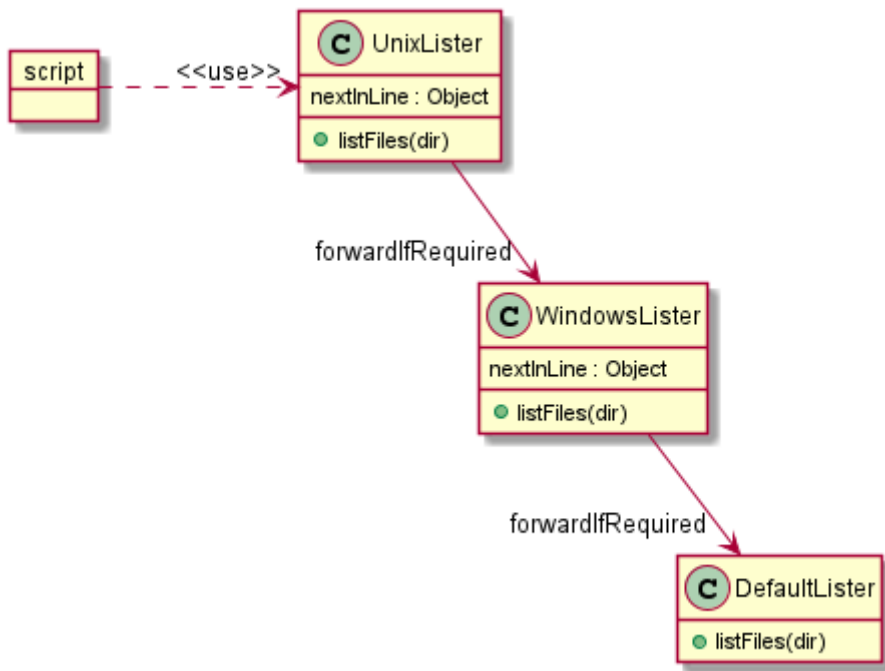 script
<<use>>
C UnixLister
nextInLine : Object
listFiles(dir)
forwardIfRequired
C WindowsLister
nextInLine : Object
listFiles(dir)
forwardIfRequired
C DefaultLister
listFiles(dir)